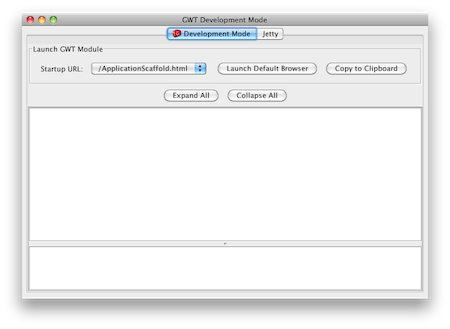 GWT Development Mode
Development Mode Jetty
Launch GWT Module
Startup URL: /ApplicationScaffold.html Launch Default Browser Copy to Clipboard
Expand All Collapse All